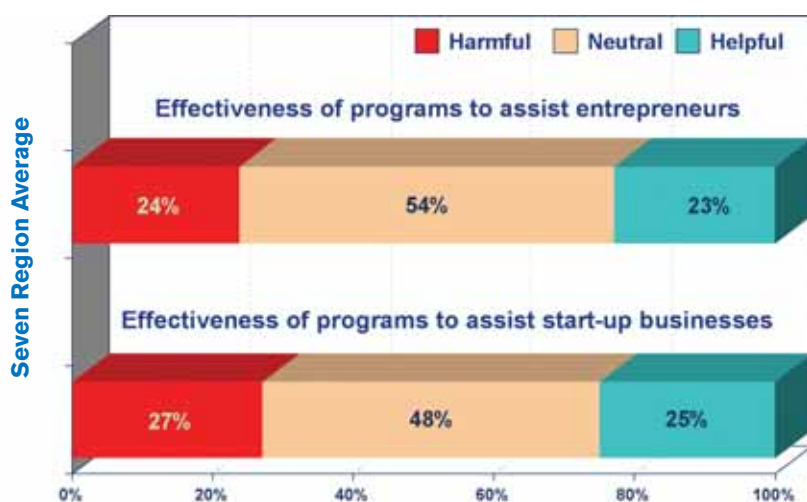 Harmful Neutral Helpful
Effectiveness of programs to assist entrepreneurs
24% 54% 23%
Seven Region Average
Effectiveness of programs to assist start-up businesses
27% 48% 25%
0% 20% 40% 60% 80% 100%